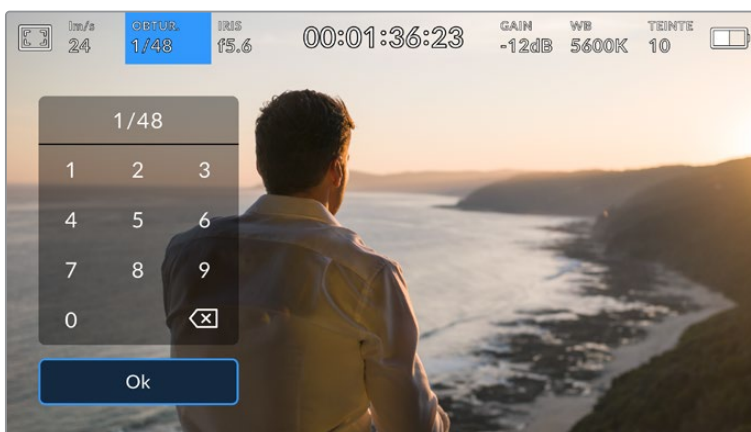 Im/s OBTUR. IRIS GAIN WB TEINTE
24 1/48 f5.6 00:01:36:23 -12dB 5600K 10
1/48
1 2 3
4 5 6
7 8 9
0
Ok